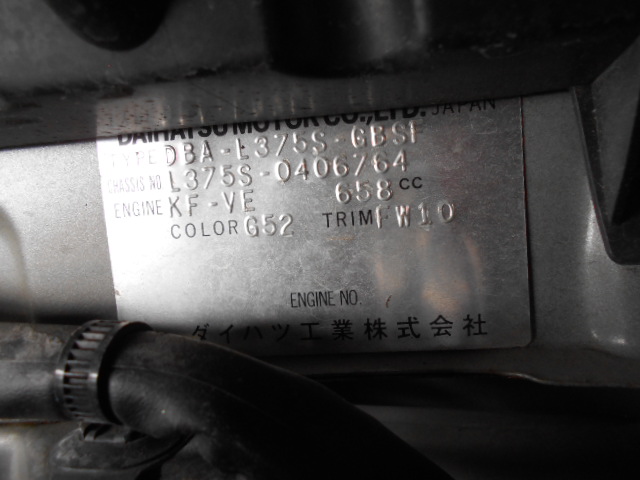 DAIHATSU MOTOR CO.,LTD. JAPAN
TYPE DBA-L375S-GBSF
CHASSIS NO L375S-0406764
ENGINE KF-VE 658 CC
COLOR G52 TRIM FW10
ENGINE NO.
ダイハツ工業株式会社